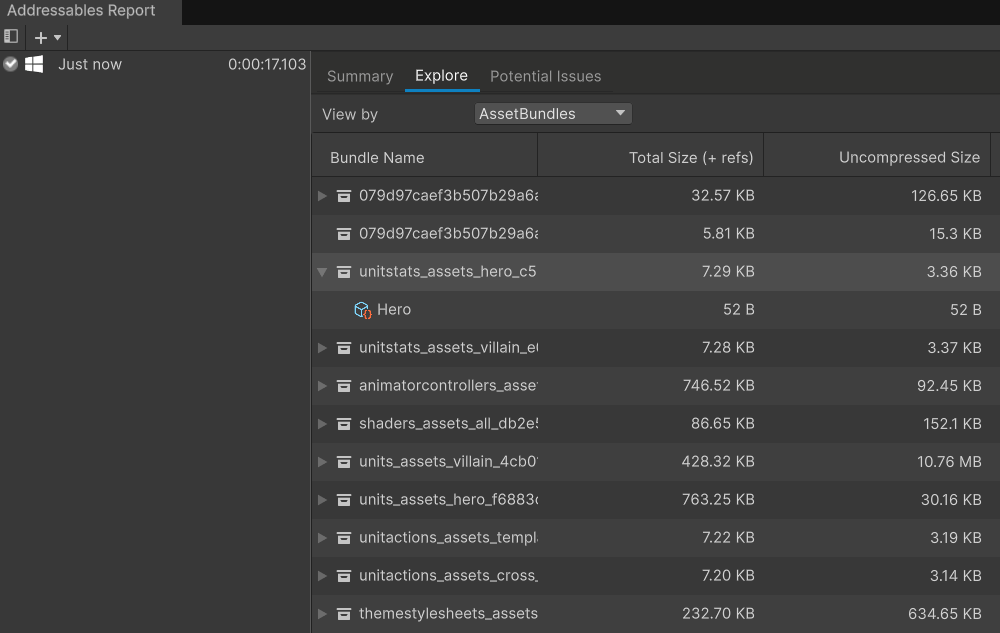 Addressables Report
Just now 0:00:17.103
Summary Explore Potential Issues
View by AssetBundles
Bundle Name Total Size (+ refs) Uncompressed Size
079d97caef3b507b29a6a 32.57 KB 126.65 KB
079d97caef3b507b29a6a 5.81 KB 15.3 KB
unitstats_assets_hero_c5 7.29 KB 3.36 KB
Hero 52 B 52 B
unitstats_assets_villain_e6 7.28 KB 3.37 KB
animatorcontrollers_asset 746.52 KB 92.45 KB
shaders_assets_all_db2e5 86.65 KB 152.1 KB
units_assets_villain_4cb0 428.32 KB 10.76 MB
units_assets_hero_f6883c 763.25 KB 30.16 KB
unitactions_assets_templ 7.22 KB 3.19 KB
unitactions_assets_cross_ 7.20 KB 3.14 KB
themestylesheets_assets 232.70 KB 634.65 KB